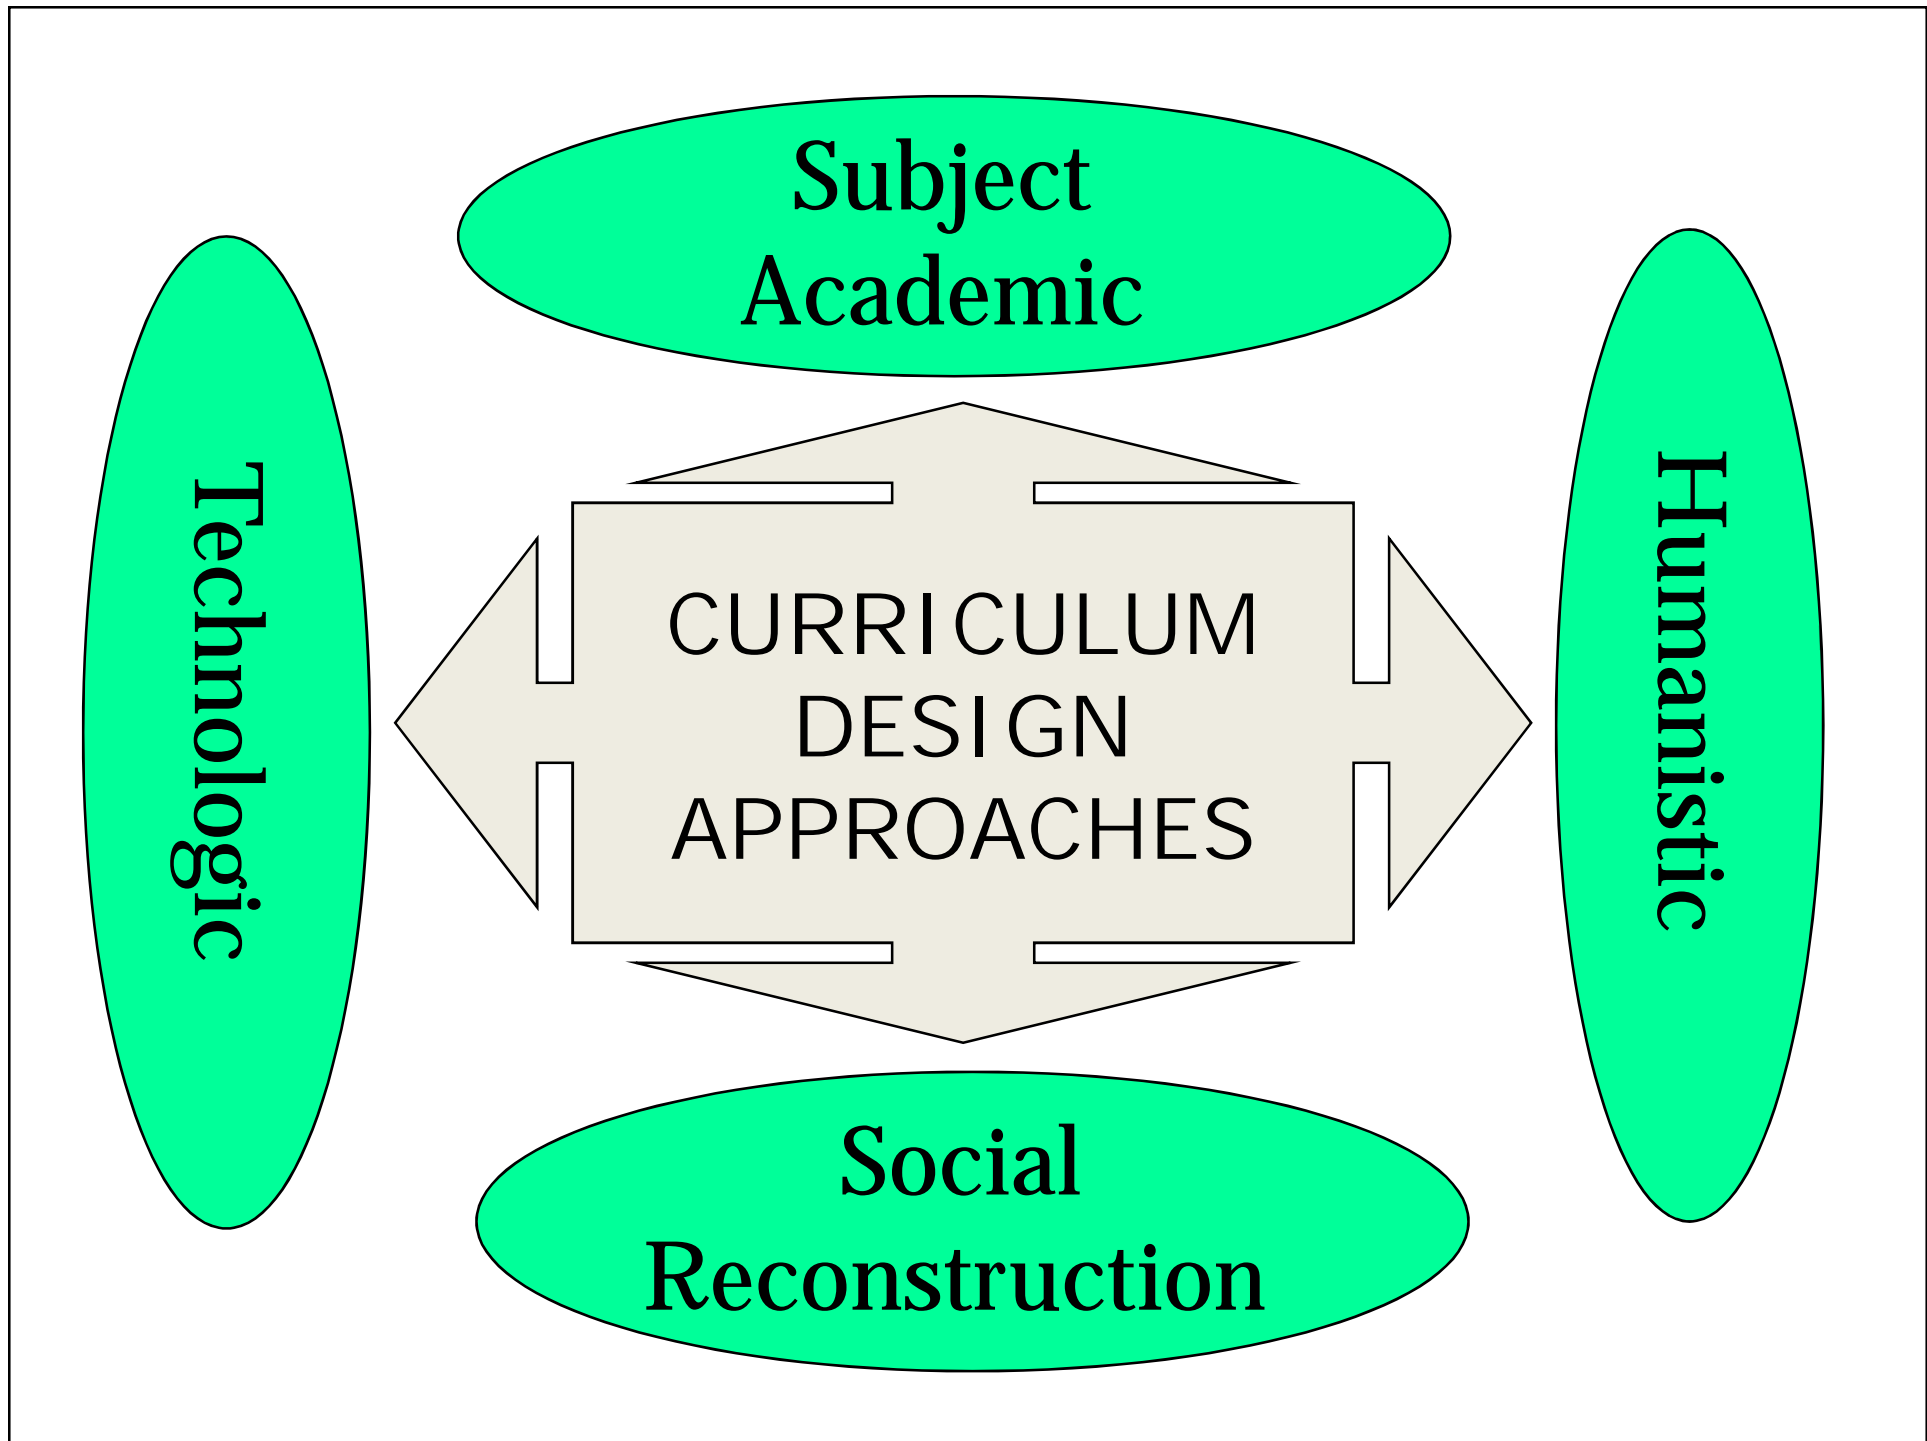 Subject
Academic
Technologic
CURRICULUM
DESIGN
APPROACHES
Humanistic
Social
Reconstruction